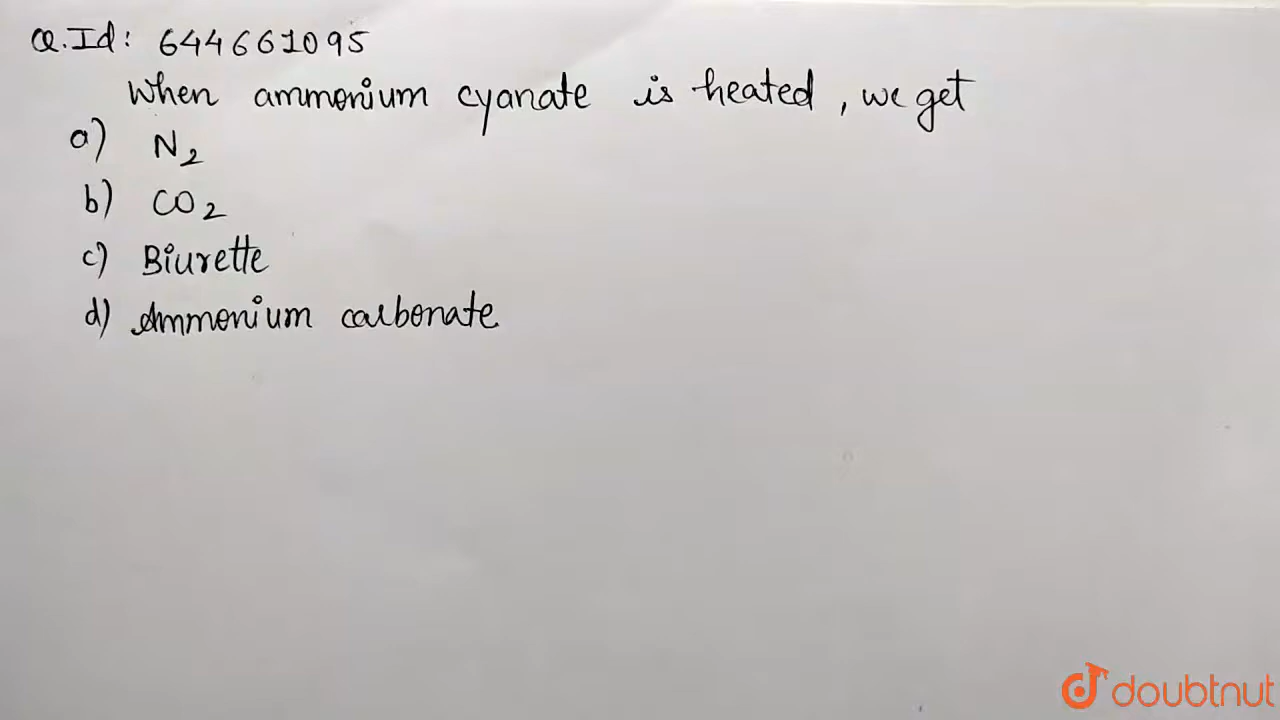 Q.Id: 644661095
When ammonium cyanate is heated, we get
a) N2
b) CO2
c) Biurette
d) Ammonium carbonate
doubtnut